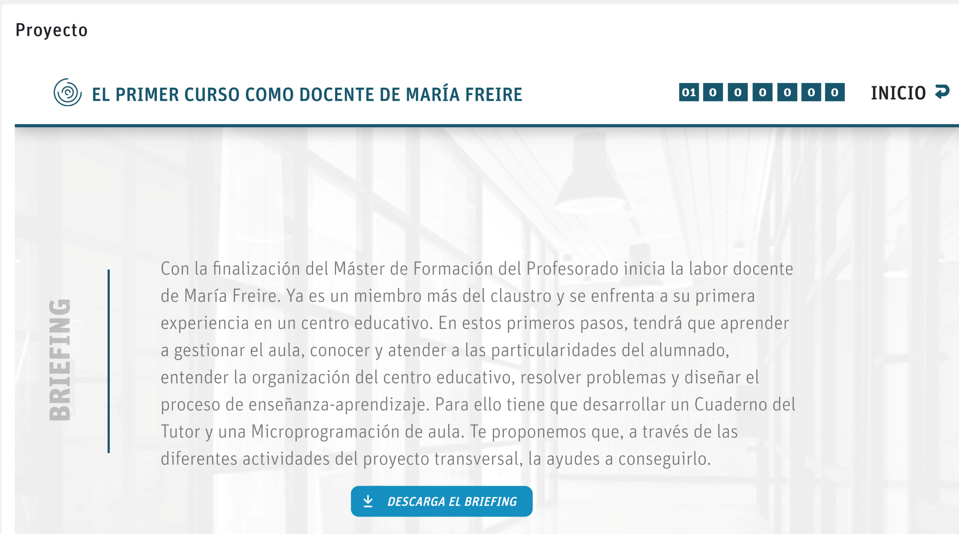 Proyecto
EL PRIMER CURSO COMO DOCENTE DE MARÍA FREIRE
01 0 0 0 0 0 0
INICIO
BRIEFING
Con la finalización del Máster de Formación del Profesorado inicia la labor docente
de María Freire. Ya es un miembro más del claustro y se enfrenta a su primera
experiencia en un centro educativo. En estos primeros pasos, tendrá que aprender
a gestionar el aula, conocer y atender a las particularidades del alumnado,
entender la organización del centro educativo, resolver problemas y diseñar el
proceso de enseñanza-aprendizaje. Para ello tiene que desarrollar un Cuaderno del
Tutor y una Microprogramación de aula. Te proponemos que, a través de las
diferentes actividades del proyecto transversal, la ayudes a conseguirlo.
DESCARGA EL BRIEFING